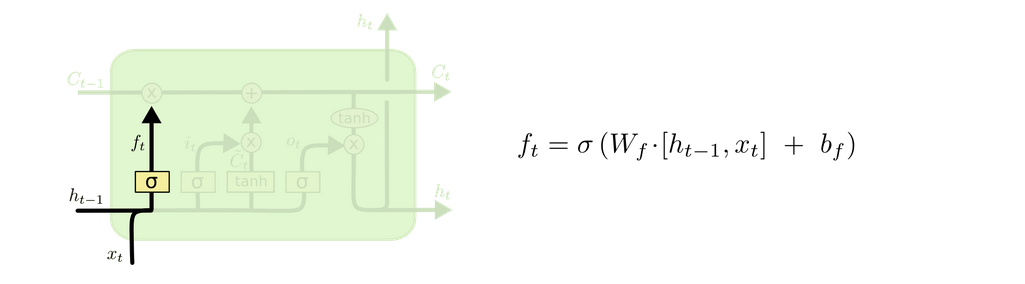 h_t
C_{t-1} × + C_t
tanh
f_t i_t × o_t ×
C̃_t
σ σ tanh σ
h_{t-1} h_t
x_t
f_t = σ (W_f · [h_{t-1}, x_t] + b_f)